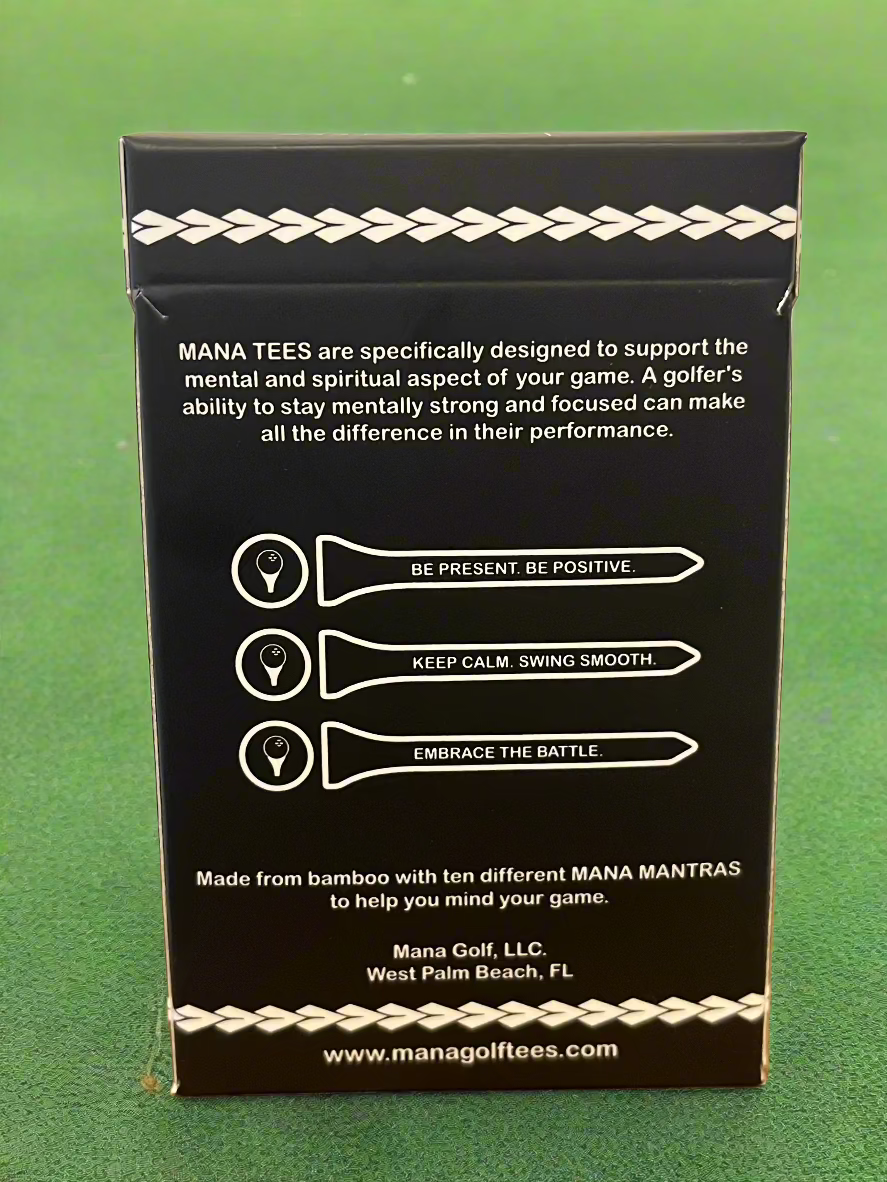 MANA TEES are specifically designed to support the
mental and spiritual aspect of your game. A golfer's
ability to stay mentally strong and focused can make
all the difference in their performance.
BE PRESENT. BE POSITIVE.
KEEP CALM. SWING SMOOTH.
EMBRACE THE BATTLE.
Made from bamboo with ten different MANA MANTRAS
to help you mind your game.
Mana Golf, LLC.
West Palm Beach, FL
www.managolftees.com